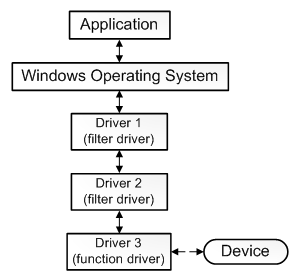 Application
Windows Operating System
Driver 1
(filter driver)
Driver 2
(filter driver)
Driver 3
(function driver)
Device